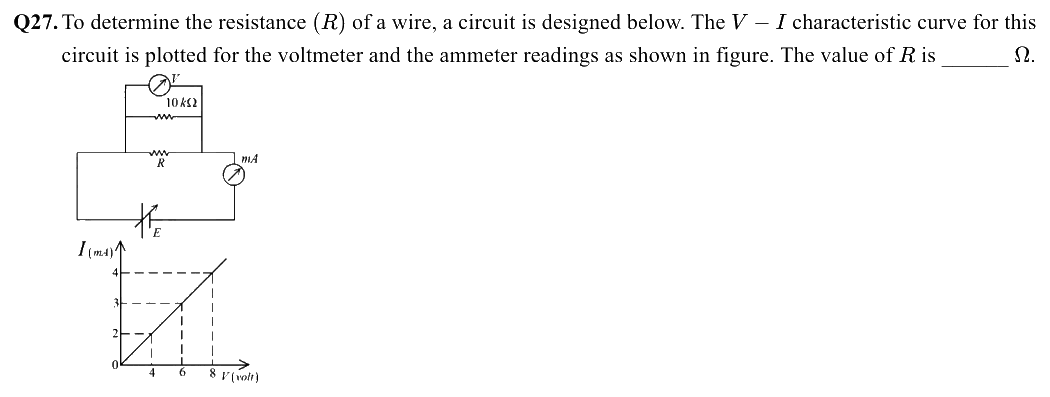 Q27. To determine the resistance (R) of a wire, a circuit is designed below. The V − I characteristic curve for this
circuit is plotted for the voltmeter and the ammeter readings as shown in figure. The value of R is ______ Ω.
V
10 kΩ
R
mA
E
I (mA)
4
3
2
0
4 6 8 V (volt)